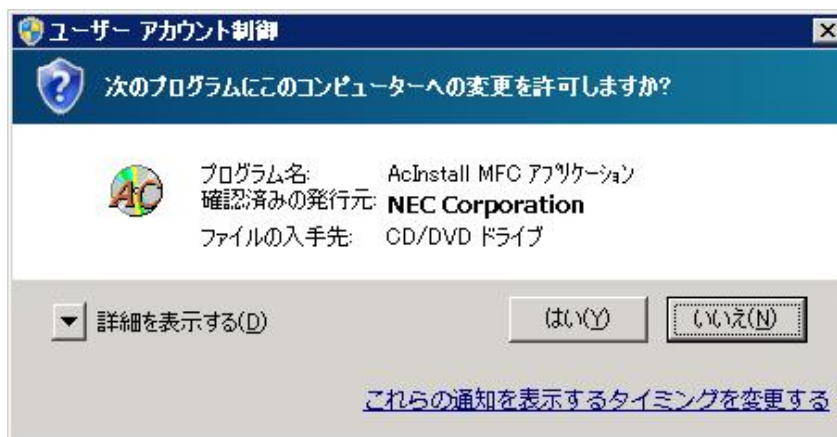 ユーザー アカウント制御
次のプログラムにこのコンピューターへの変更を許可しますか?
AC
プログラム名: AcInstall MFC アプリケーション
確認済みの発行元: NEC Corporation
ファイルの入手先: CD/DVD ドライブ
詳細を表示する(D) はい(Y) いいえ(N)
これらの通知を表示するタイミングを変更する